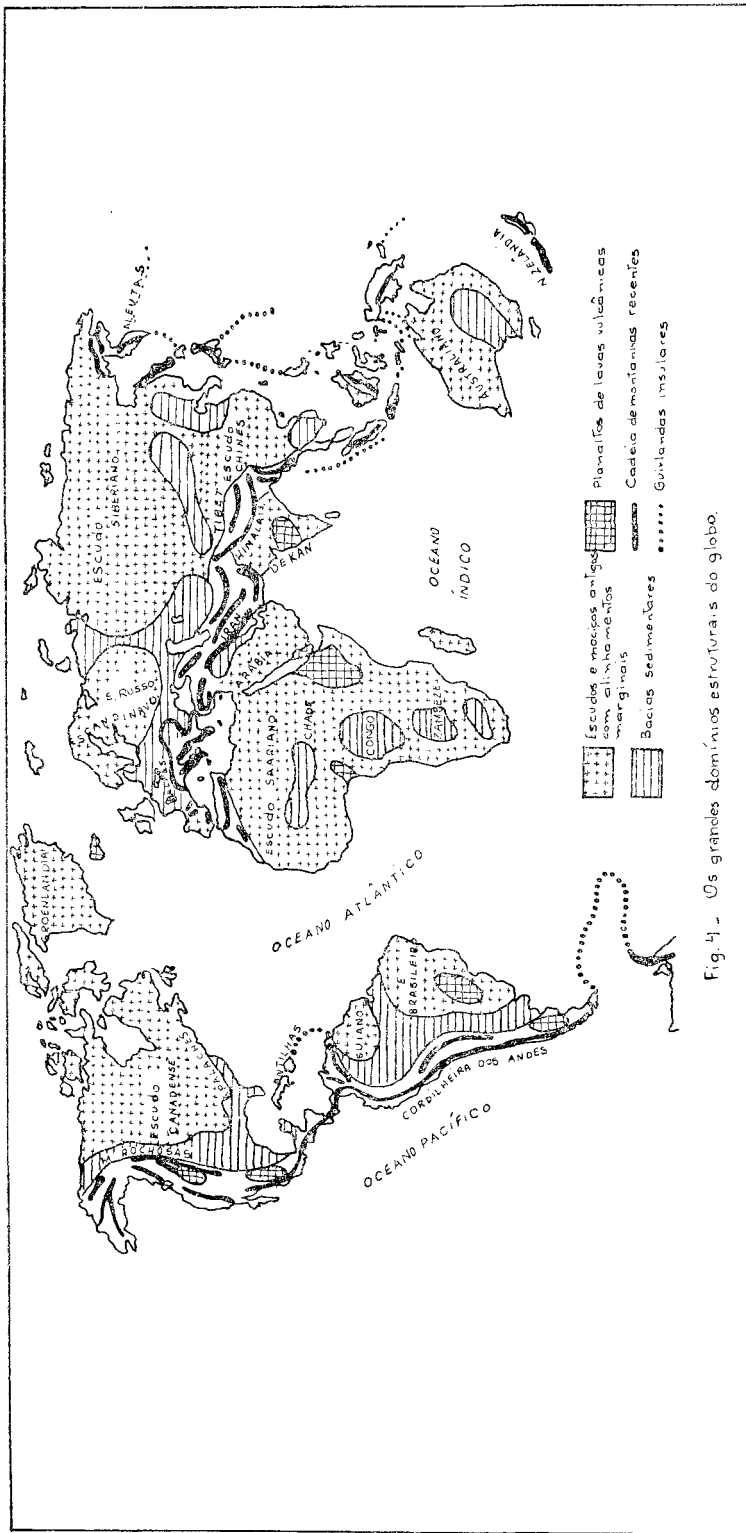 GROENLANDIA
ESCUDO
CANADENSE
APALACHES
M. ROCHOSAS
ANTILHAS
GUIANO
E
BRASILEIRO
CORDILHEIRA DOS ANDES
OCEANO PACÍFICO
OCEANO ATLÂNTICO
E. RUSSO
ESCUDO
SIBERIANO
ALEUTAS
TIBET
ESCUDO
CHINÊS
HIMALAIA
DEKAN
IRAN
ARÁBIA
ESCUDO SAARIANO
CHADE
CONGO
ZAMBEZE
OCEANO
ÍNDICO
AUSTRALIANO
N. ZELÂNDIA
Escudos e maciços antigos
com alinhamentos
marginais
Bacias sedimentares
Planaltos de lavas vulcânicas
Cadeia de montanhas recentes
Guirlandas insulares
Fig. 4 - Os grandes domínios estruturais do globo.